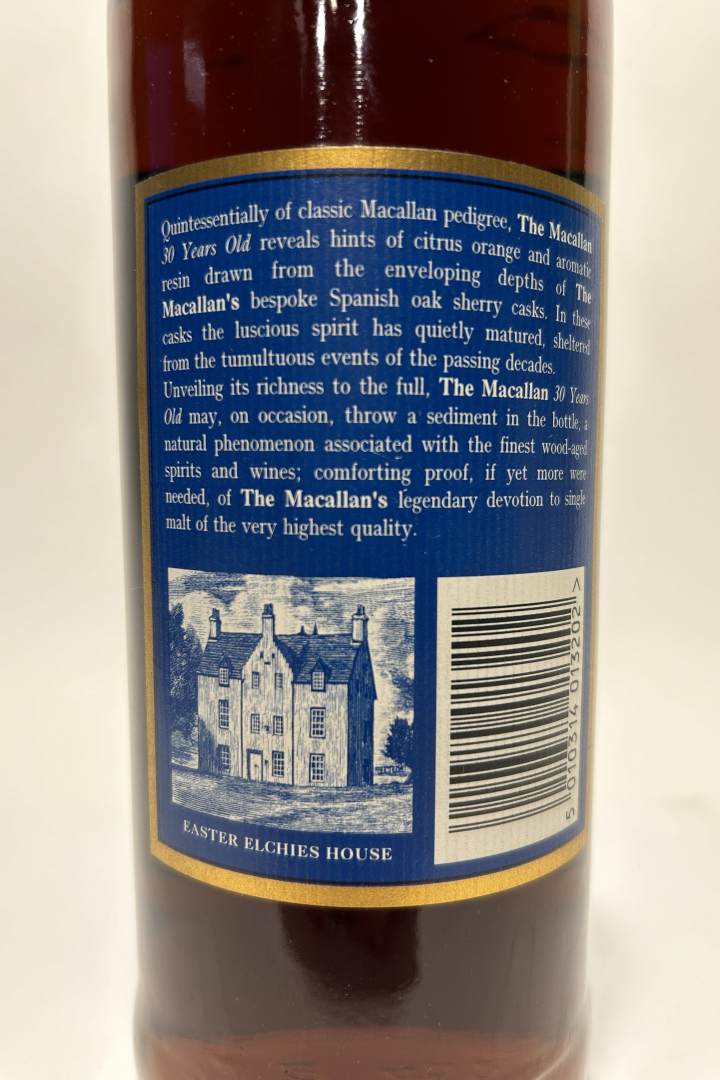 Quintessentially of classic Macallan pedigree, The Macallan
30 Years Old reveals hints of citrus orange and aromatic
resin drawn from the enveloping depths of The
Macallan's bespoke Spanish oak sherry casks. In these
casks the luscious spirit has quietly matured, sheltered
from the tumultuous events of the passing decades.
Unveiling its richness to the full, The Macallan 30 Years
Old may, on occasion, throw a sediment in the bottle, a
natural phenomenon associated with the finest wood-aged
spirits and wines; comforting proof, if yet more were
needed, of The Macallan's legendary devotion to single
malt of the very highest quality.
EASTER ELCHIES HOUSE
5 010314 013202 >